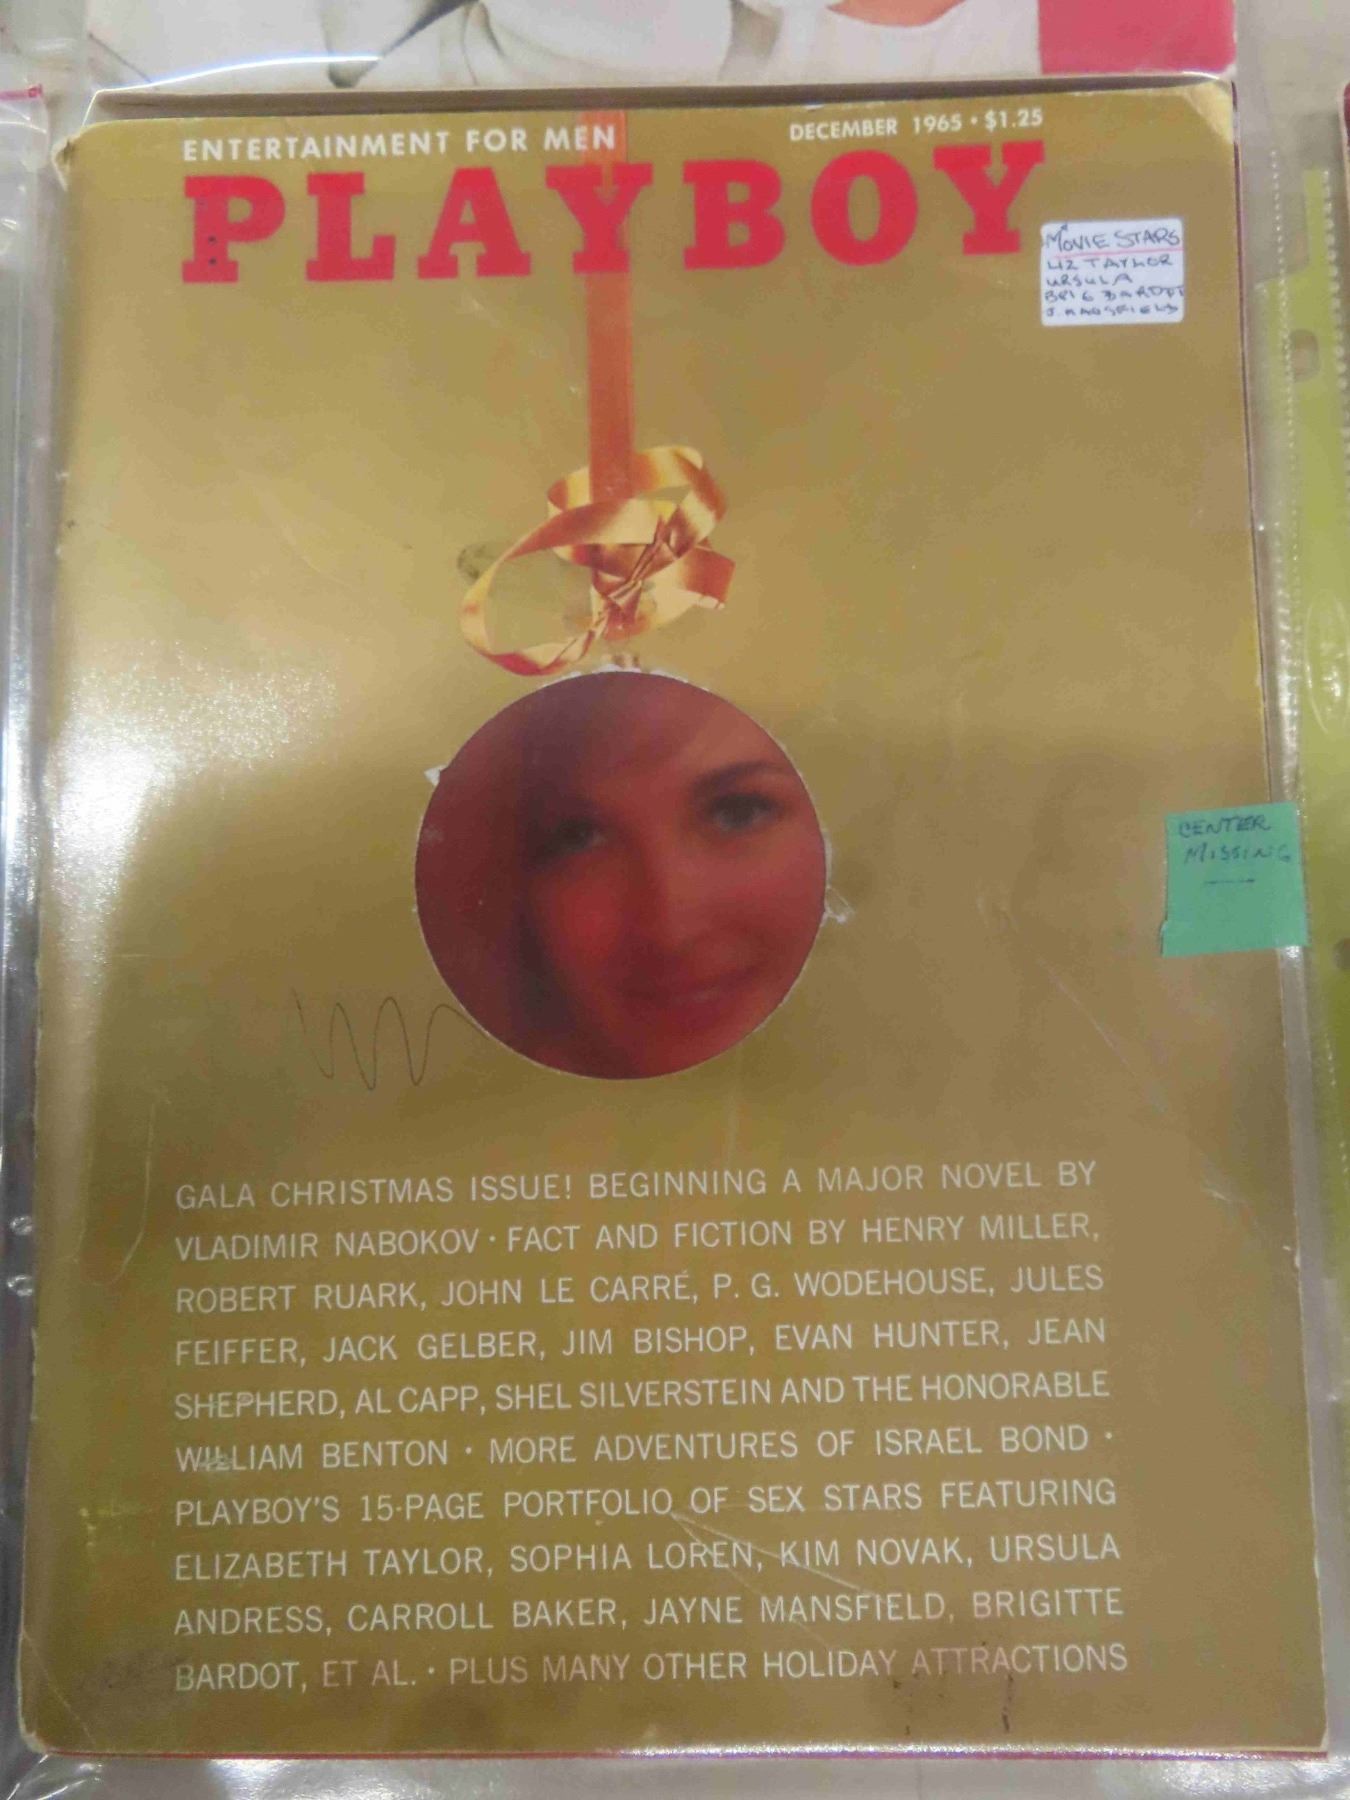 ENTERTAINMENT FOR MEN
DECEMBER 1965 • $1.25
PLAYBOY
MOVIE STARS
LIZ TAYLOR
URSULA
BRIG BARDOT
J. MANSFIELD
CENTER
MISSING
GALA CHRISTMAS ISSUE! BEGINNING A MAJOR NOVEL BY
VLADIMIR NABOKOV • FACT AND FICTION BY HENRY MILLER,
ROBERT RUARK, JOHN LE CARRÉ, P. G. WODEHOUSE, JULES
FEIFFER, JACK GELBER, JIM BISHOP, EVAN HUNTER, JEAN
SHEPHERD, AL CAPP, SHEL SILVERSTEIN AND THE HONORABLE
WILLIAM BENTON • MORE ADVENTURES OF ISRAEL BOND •
PLAYBOY'S 15-PAGE PORTFOLIO OF SEX STARS FEATURING
ELIZABETH TAYLOR, SOPHIA LOREN, KIM NOVAK, URSULA
ANDRESS, CARROLL BAKER, JAYNE MANSFIELD, BRIGITTE
BARDOT, ET AL. • PLUS MANY OTHER HOLIDAY ATTRACTIONS